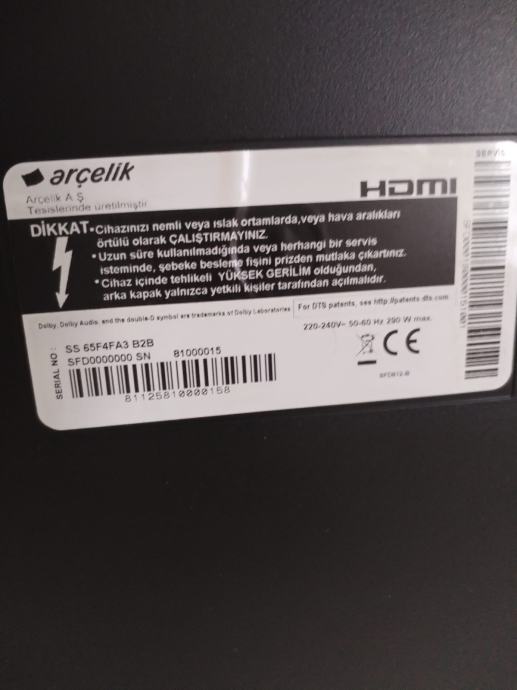 arçelik
Arçelik A.Ş.
Tesislerinde üretilmiştir.
HDMI
SERVİS
DİKKAT•Cihazınızı nemli veya ıslak ortamlarda,veya hava aralıkları
örtülü olarak ÇALIŞTIRMAYINIZ.
•Uzun süre kullanılmadığında veya herhangi bir servis
isteminde, şebeke besleme fişini prizden mutlaka çıkartınız.
•Cihaz içinde tehlikeli YÜKSEK GERİLİM olduğundan,
arka kapak yalnızca yetkili kişiler tarafından açılmalıdır.
Dolby, Dolby Audio, and the double-D symbol are trademarks of Dolby Laboratories
For DTS patents, see http://patents.dts.com
220-240V~ 50-60 Hz 290 W max.
CE
SERIAL NO :
SS 65F4FA3 B2B
SFD0000000 SN 81000015
81125810000158